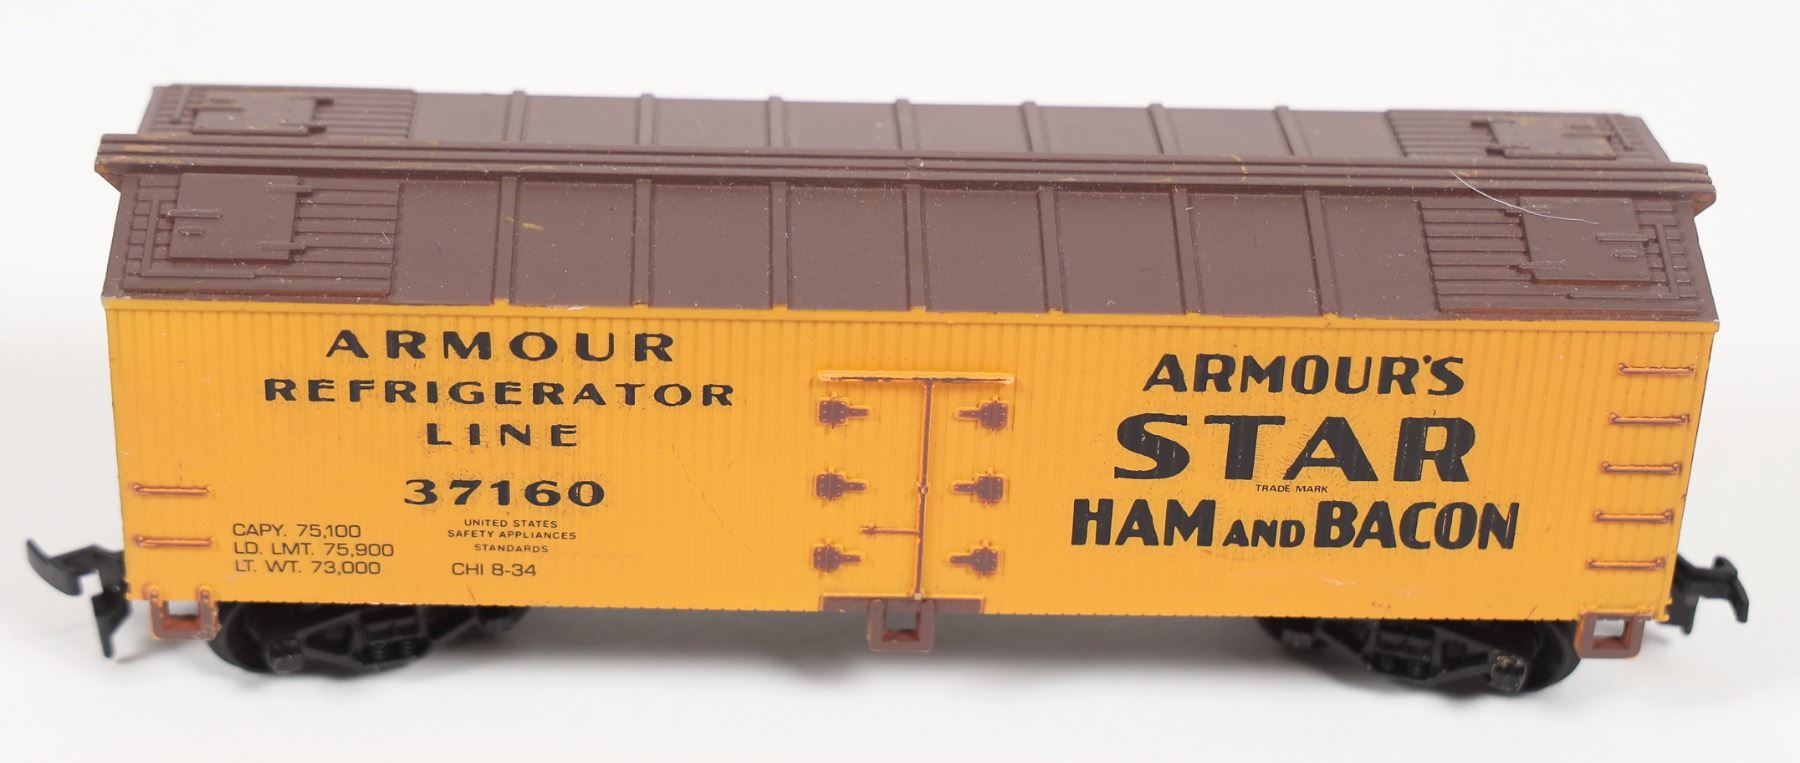 ARMOUR
REFRIGERATOR
LINE
37160
CAPY. 75,100
LD. LMT. 75,900
LT. WT. 73,000
UNITED STATES
SAFETY APPLIANCES
STANDARDS
CHI 8-34
ARMOUR'S
STAR
TRADE MARK
HAM AND BACON